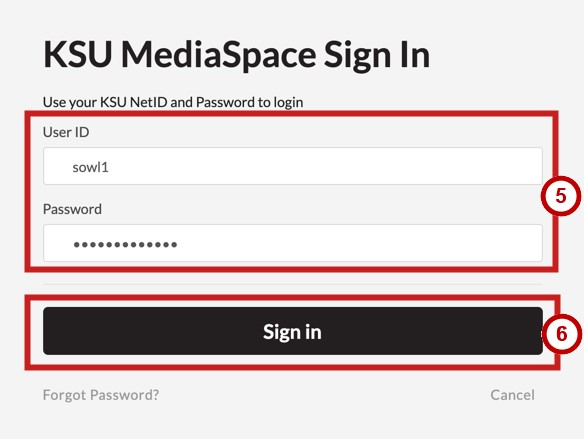 KSU MediaSpace Sign In
Use your KSU NetID and Password to login
User ID
sowl1
5
Password
•••••••••••••
Sign in
6
Forgot Password? Cancel